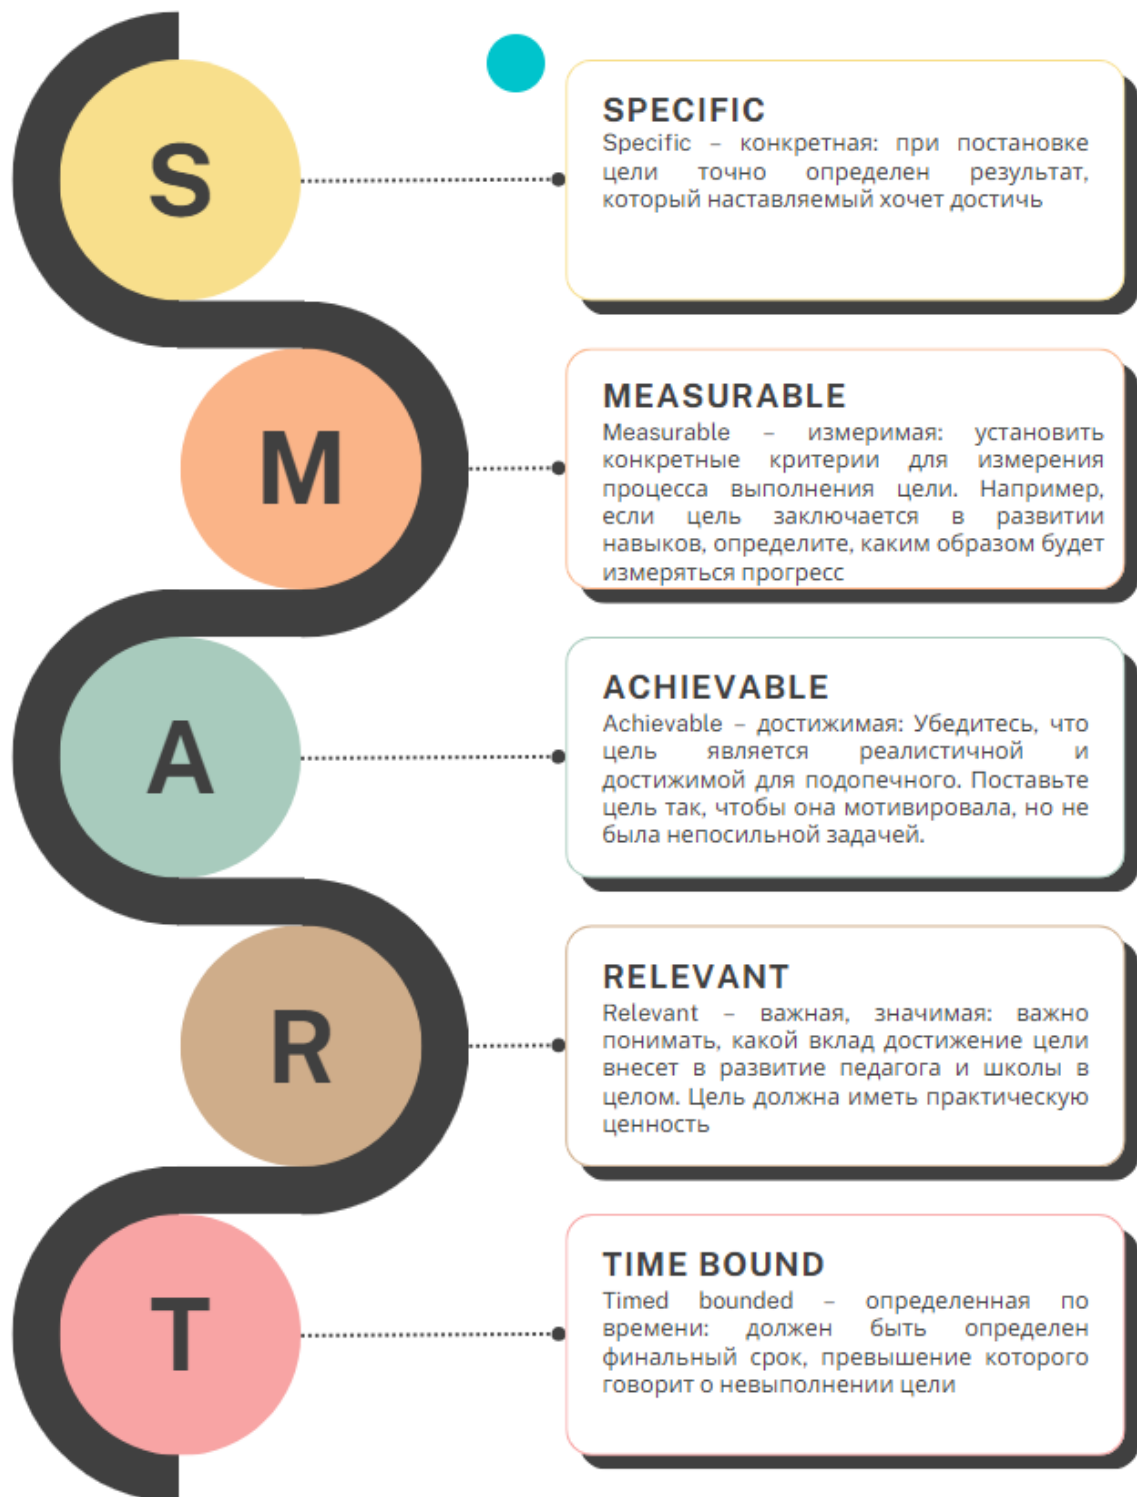 S
SPECIFIC
Specific – конкретная: при постановке
цели точно определен результат,
который наставляемый хочет достичь
M
MEASURABLE
Measurable – измеримая: установить
конкретные критерии для измерения
процесса выполнения цели. Например,
если цель заключается в развитии
навыков, определите, каким образом будет
измеряться прогресс
A
ACHIEVABLE
Achievable – достижимая: Убедитесь, что
цель является реалистичной и
достижимой для подопечного. Поставьте
цель так, чтобы она мотивировала, но не
была непосильной задачей.
R
RELEVANT
Relevant – важная, значимая: важно
понимать, какой вклад достижение цели
внесет в развитие педагога и школы в
целом. Цель должна иметь практическую
ценность
T
TIME BOUND
Timed bounded – определенная по
времени: должен быть определен
финальный срок, превышение которого
говорит о невыполнении цели